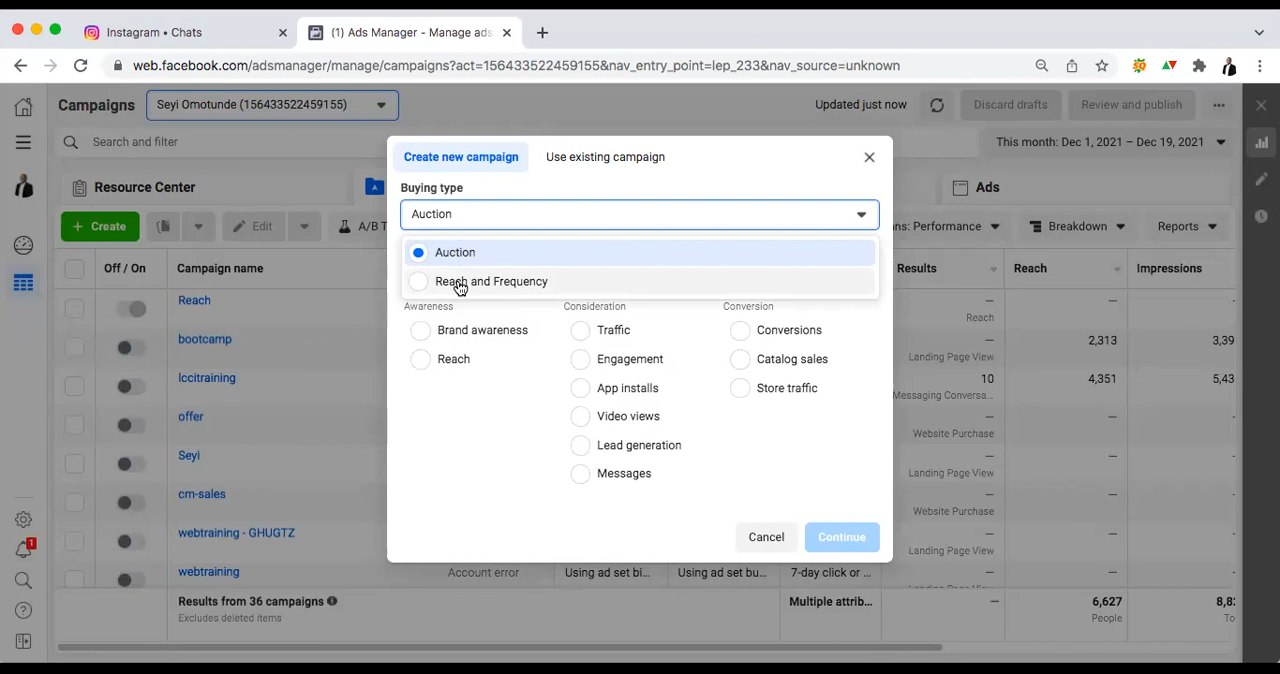 Instagram • Chats
(1) Ads Manager - Manage ads
web.facebook.com/adsmanager/manage/campaigns?act=156433522459155&nav_entry_point=lep_233&nav_source=unknown
Campaigns
Seyi Omotunde (156433522459155)
Updated just now
Discard drafts
Review and publish
Search and filter
This month: Dec 1, 2021 – Dec 19, 2021
Create new campaign
Use existing campaign
Resource Center
Ads
Buying type
Auction
+ Create
Edit
A/B T
ns: Performance
Breakdown
Reports
Auction
Reach and Frequency
Off / On
Campaign name
Results
Reach
Impressions
Awareness
Consideration
Conversion
Brand awareness
Traffic
Conversions
Reach
Engagement
Catalog sales
App installs
Store traffic
Video views
Lead generation
Messages
Cancel
Continue
Reach
—
—
—
Reach
bootcamp
—
2,313
3,39
Landing Page View
lccitraining
10
4,351
5,43
Messaging Conversa...
offer
—
—
—
Website Purchase
Seyi
—
—
—
Landing Page View
cm-sales
—
—
—
Website Purchase
webtraining - GHUGTZ
—
—
—
Landing Page View
webtraining
Account error
Using ad set bi...
Using ad set bu...
7-day click or ...
—
—
—
Landing Page View
Results from 36 campaigns
Excludes deleted items
Multiple attrib...
—
6,627
People
8,82
To
1